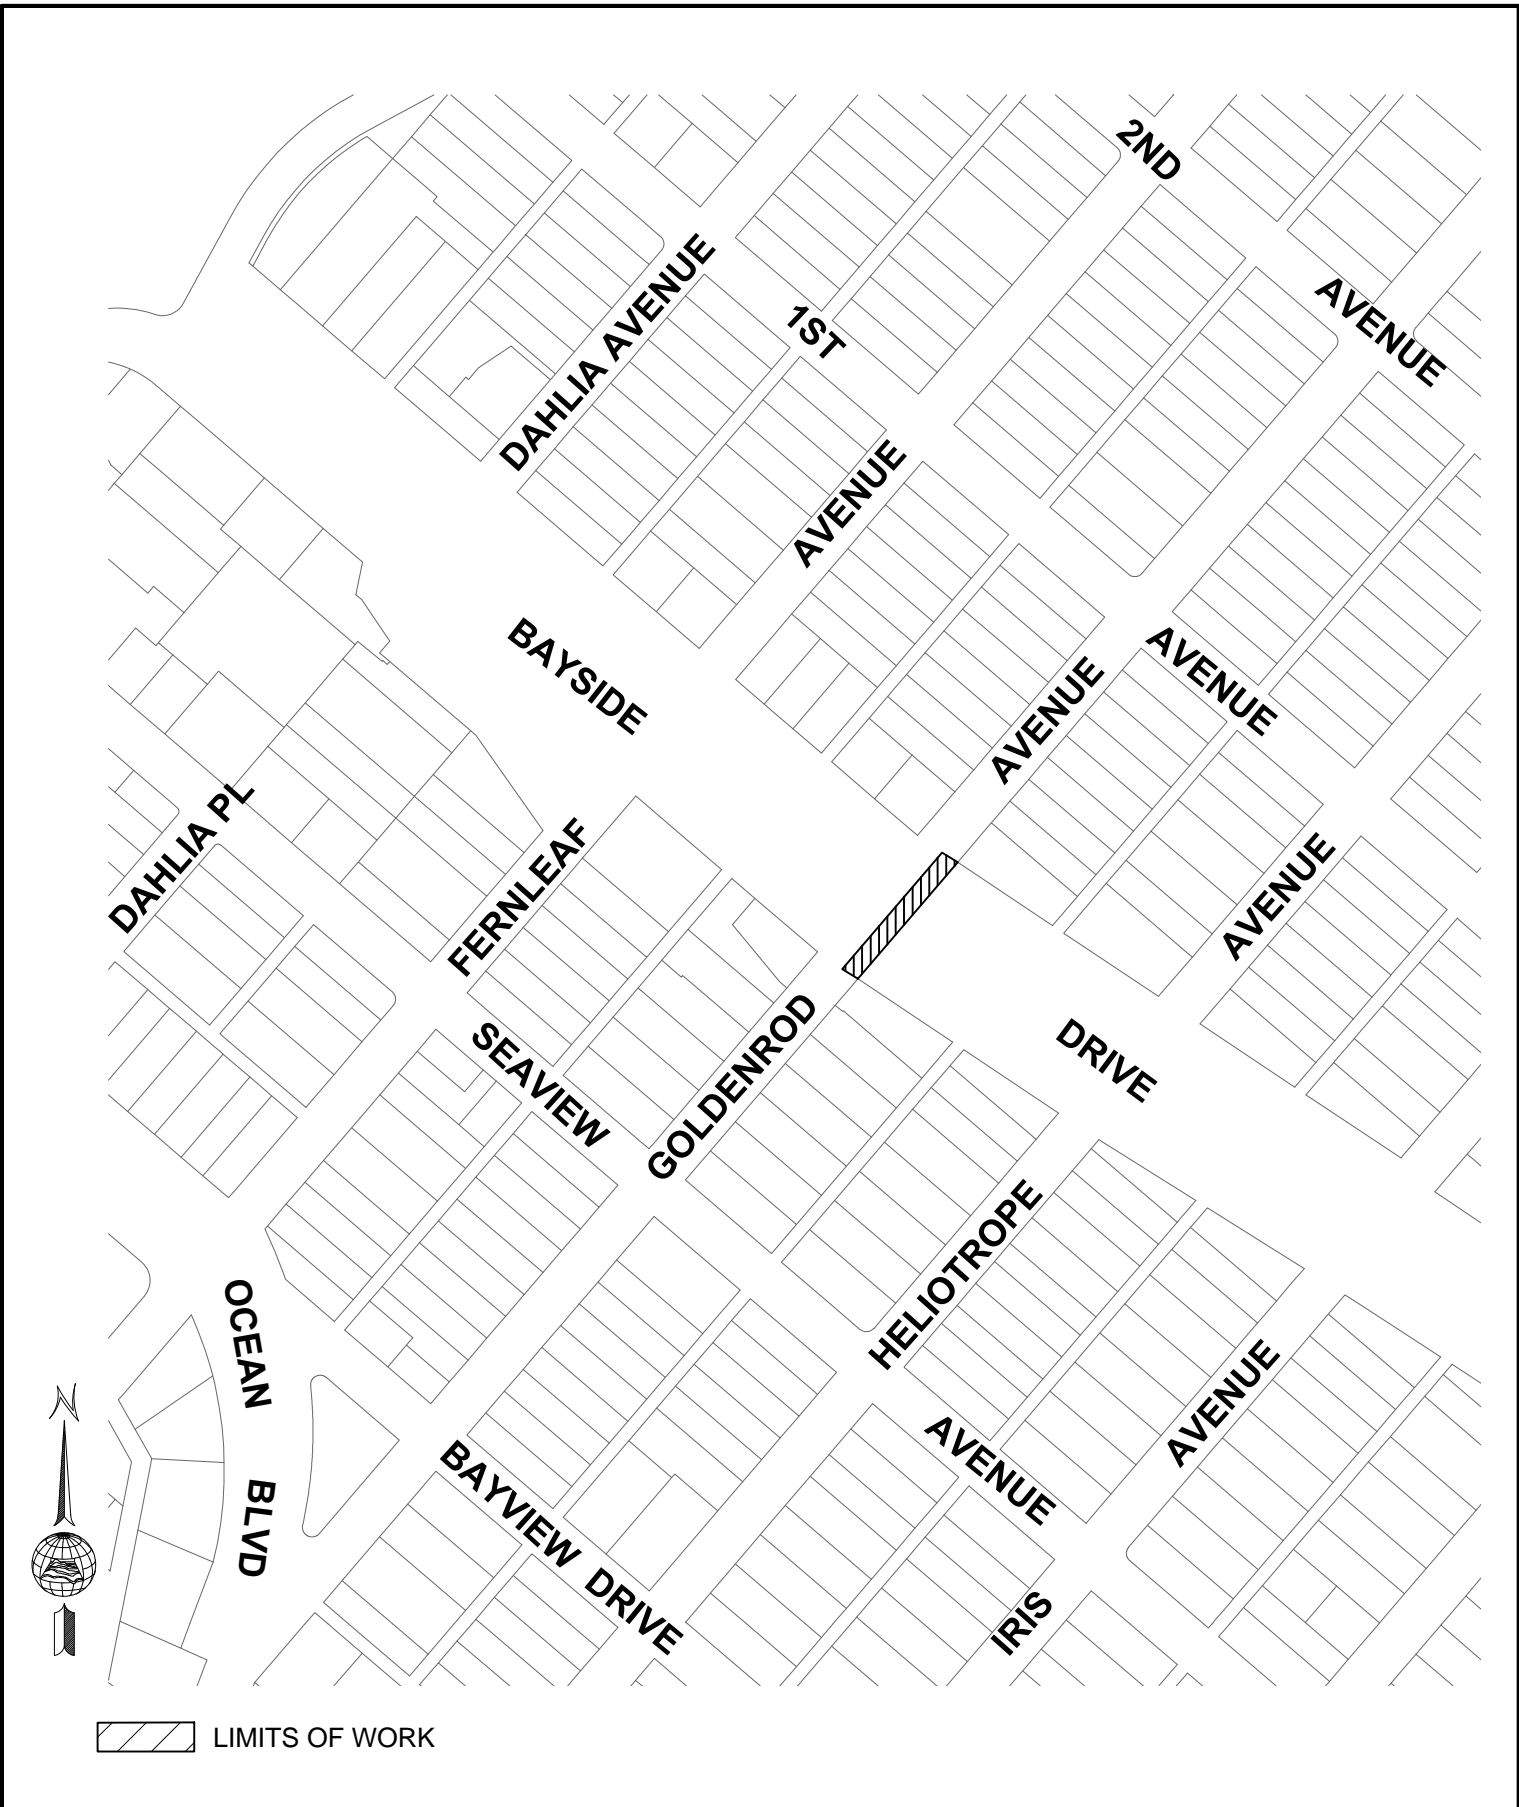 2ND
AVENUE
DAHLIA AVENUE
1ST
AVENUE
AVENUE
AVENUE
BAYSIDE
DRIVE
AVENUE
DAHLIA PL
FERNLEAF
SEAVIEW
GOLDENROD
HELIOTROPE
AVENUE
AVENUE
OCEAN
BLVD
BAYVIEW DRIVE
IRIS
N
LIMITS OF WORK